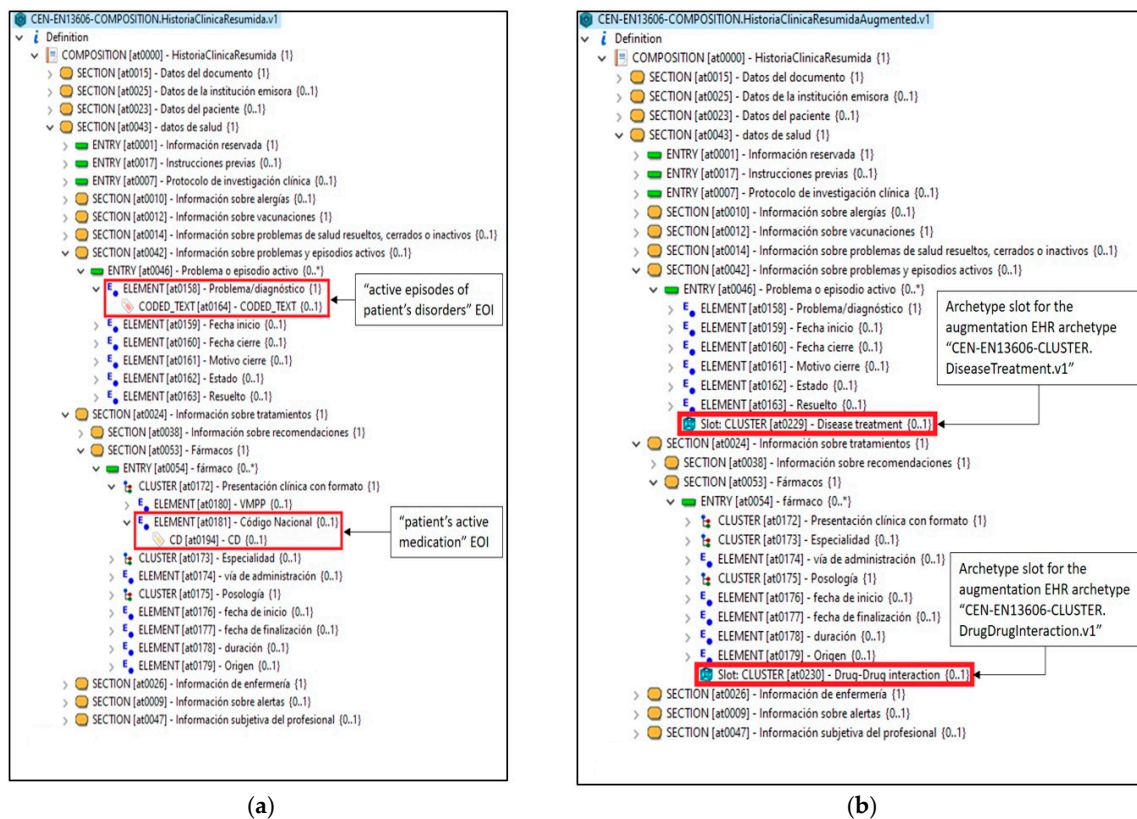 CEN-EN13606-COMPOSITION.HistoriaClinicaResumida.v1
Definition
COMPOSITION [at0000] - HistoriaClinicaResumida {1}
SECTION [at0015] - Datos del documento {1}
SECTION [at0025] - Datos de la institución emisora {0..1}
SECTION [at0023] - Datos del paciente {0..1}
SECTION [at0043] - datos de salud {1}
ENTRY [at0001] - Información reservada {1}
ENTRY [at0017] - Instrucciones previas {0..1}
ENTRY [at0007] - Protocolo de investigación clínica {0..1}
SECTION [at0010] - Información sobre alergías {0..1}
SECTION [at0012] - Información sobre vacunaciones {1}
SECTION [at0014] - Información sobre problemas de salud resueltos, cerrados o inactivos {0..1}
SECTION [at0042] - Información sobre problemas y episodios activos {0..1}
ENTRY [at0046] - Problema o episodio activo {0..*}
ELEMENT [at0158] - Problema/diagnóstico {1}
CODED_TEXT [at0164] - CODED_TEXT {0..1}
ELEMENT [at0159] - Fecha inicio {0..1}
ELEMENT [at0160] - Fecha cierre {0..1}
ELEMENT [at0161] - Motivo cierre {0..1}
ELEMENT [at0162] - Estado {0..1}
ELEMENT [at0163] - Resuelto {0..1}
SECTION [at0024] - Información sobre tratamientos {1}
SECTION [at0038] - Información sobre recomendaciones {1}
SECTION [at0053] - Fármacos {1}
ENTRY [at0054] - fármaco {0..*}
CLUSTER [at0172] - Presentación clínica con formato {1}
ELEMENT [at0180] - VMPP {0..1}
ELEMENT [at0181] - Código Nacional {0..1}
CD [at0194] - CD {0..1}
CLUSTER [at0173] - Especialidad {0..1}
ELEMENT [at0174] - vía de administración {0..1}
CLUSTER [at0175] - Posología {1}
ELEMENT [at0176] - fecha de inicio {0..1}
ELEMENT [at0177] - fecha de finalización {0..1}
ELEMENT [at0178] - duración {0..1}
ELEMENT [at0179] - Origen {0..1}
SECTION [at0026] - Información de enfermería {1}
SECTION [at0009] - Información sobre alertas {0..1}
SECTION [at0047] - Información subjetiva del profesional {0..1}
"active episodes of
patient's disorders" EOI
"patient's active
medication" EOI
(a)
CEN-EN13606-COMPOSITION.HistoriaClinicaResumidaAugmented.v1
Definition
COMPOSITION [at0000] - HistoriaClinicaResumida {1}
SECTION [at0015] - Datos del documento {1}
SECTION [at0025] - Datos de la institución emisora {0..1}
SECTION [at0023] - Datos del paciente {0..1}
SECTION [at0043] - datos de salud {1}
ENTRY [at0001] - Información reservada {1}
ENTRY [at0017] - Instrucciones previas {0..1}
ENTRY [at0007] - Protocolo de investigación clínica {0..1}
SECTION [at0010] - Información sobre alergías {0..1}
SECTION [at0012] - Información sobre vacunaciones {1}
SECTION [at0014] - Información sobre problemas de salud resueltos, cerrados o inactivos {0..1}
SECTION [at0042] - Información sobre problemas y episodios activos {0..1}
ENTRY [at0046] - Problema o episodio activo {0..*}
ELEMENT [at0158] - Problema/diagnóstico {1}
ELEMENT [at0159] - Fecha inicio {0..1}
ELEMENT [at0160] - Fecha cierre {0..1}
ELEMENT [at0161] - Motivo cierre {0..1}
ELEMENT [at0162] - Estado {0..1}
ELEMENT [at0163] - Resuelto {0..1}
Slot: CLUSTER [at0229] - Disease treatment {0..1}
SECTION [at0024] - Información sobre tratamientos {1}
SECTION [at0038] - Información sobre recomendaciones {1}
SECTION [at0053] - Fármacos {1}
ENTRY [at0054] - fármaco {0..*}
CLUSTER [at0172] - Presentación clínica con formato {1}
CLUSTER [at0173] - Especialidad {0..1}
ELEMENT [at0174] - vía de administración {0..1}
CLUSTER [at0175] - Posología {1}
ELEMENT [at0176] - fecha de inicio {0..1}
ELEMENT [at0177] - fecha de finalización {0..1}
ELEMENT [at0178] - duración {0..1}
ELEMENT [at0179] - Origen {0..1}
Slot: CLUSTER [at0230] - Drug-Drug interaction {0..1}
SECTION [at0026] - Información de enfermería {1}
SECTION [at0009] - Información sobre alertas {0..1}
SECTION [at0047] - Información subjetiva del profesional {0..1}
Archetype slot for the
augmentation EHR archetype
"CEN-EN13606-CLUSTER.
DiseaseTreatment.v1"
Archetype slot for the
augmentation EHR archetype
"CEN-EN13606-CLUSTER.
DrugDrugInteraction.v1"
(b)